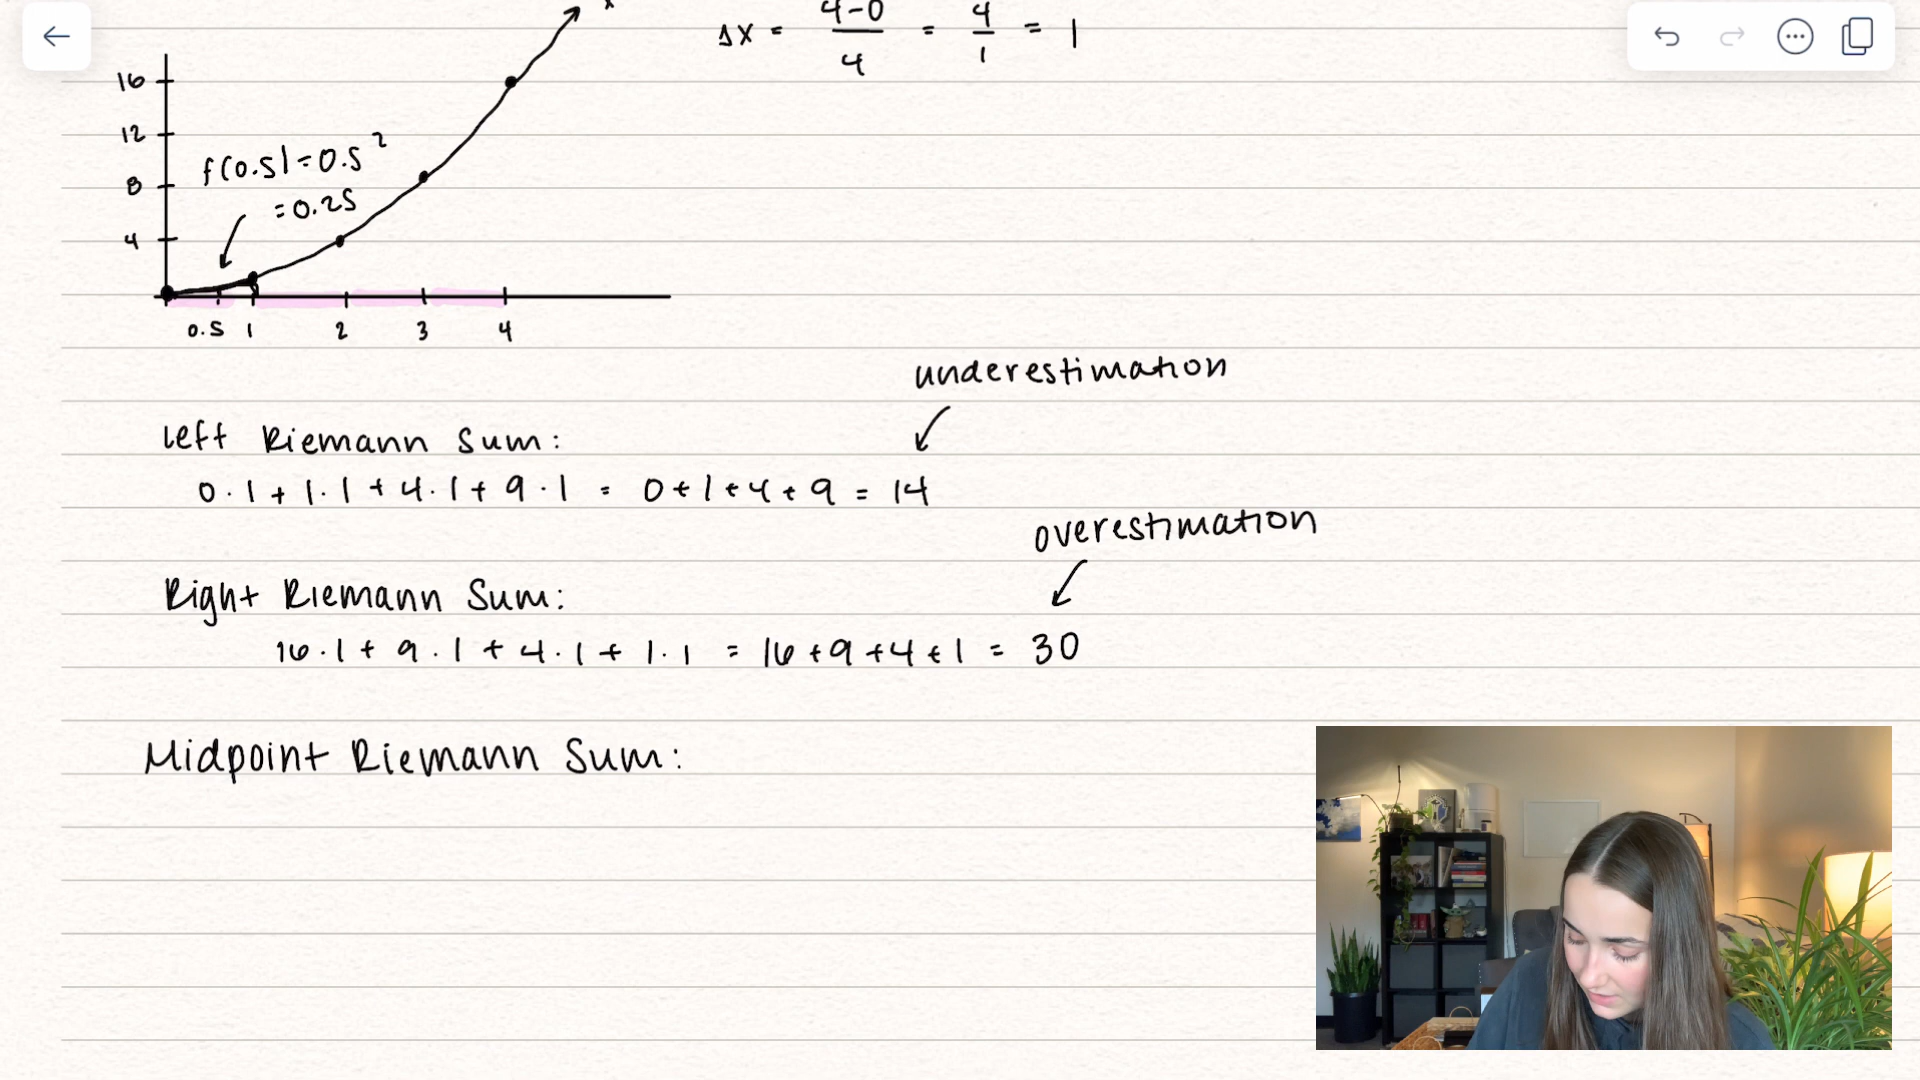 Δx = 4-0/4 = 4/1 = 1
16
12
8
4
f(0.5)=0.5²
=0.25
0.5 1 2 3 4
underestimation
Left Riemann Sum:
0·1+1·1+4·1+9·1 = 0+1+4+9 = 14
overestimation
Right Riemann Sum:
16·1+9·1+4·1+1·1 = 16+9+4+1 = 30
Midpoint Riemann Sum: